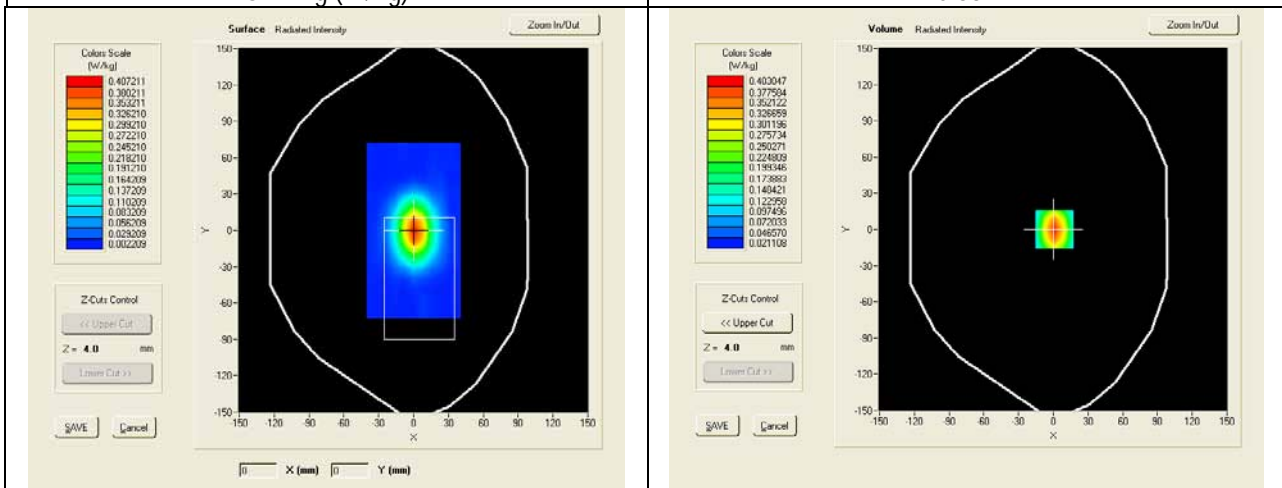 Surface Radiated Intensity
Zoom In/Out
Colors Scale
(W/kg)
0.407211
0.380211
0.353211
0.326210
0.299210
0.272210
0.245210
0.218210
0.191210
0.164209
0.137209
0.110209
0.083209
0.056209
0.029209
0.002209
150
120
90
60
30
0
-30
-60
-90
-120
-150
Y
-150 -120 -90 -60 -30 0 30 60 90 120 150
X
Z-Cuts Control
<< Upper Cut
Z = 4.0 mm
Lower Cut >>
SAVE Cancel
0 X (mm) 0 Y (mm)
Volume Radiated Intensity
Zoom In/Out
Colors Scale
(W/kg)
0.403047
0.377584
0.352122
0.326659
0.301196
0.275734
0.250271
0.224809
0.199346
0.173883
0.148421
0.122958
0.097496
0.072033
0.046570
0.021108
150
120
90
60
30
0
-30
-60
-90
-120
-150
Y
-150 -120 -90 -60 -30 0 30 60 90 120 150
X
Z-Cuts Control
<< Upper Cut
Z = 4.0 mm
Lower Cut >>
SAVE Cancel